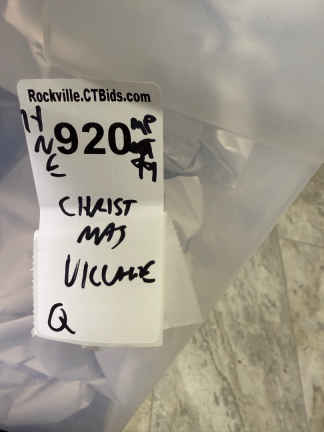 Rockville.CTBids.com
920
CHRIST
MAS
VILLAGE
Q